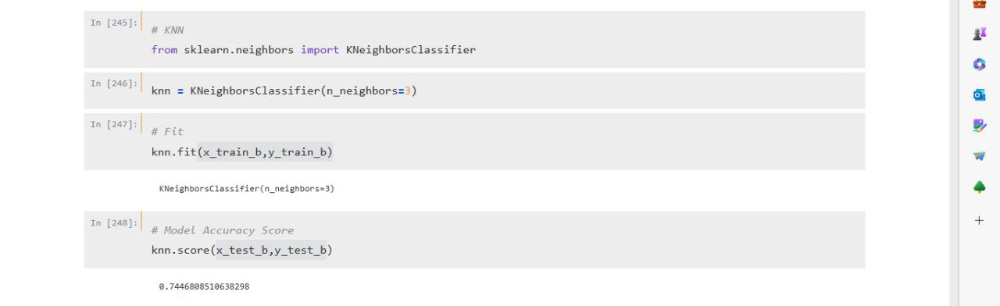 In [245]:
# KNN
from sklearn.neighbors import KNeighborsClassifier
In [246]:
knn = KNeighborsClassifier(n_neighbors=3)
In [247]:
# Fit
knn.fit(x_train_b,y_train_b)
KNeighborsClassifier(n_neighbors=3)
In [248]:
# Model Accuracy Score
knn.score(x_test_b,y_test_b)
0.7446808510638298